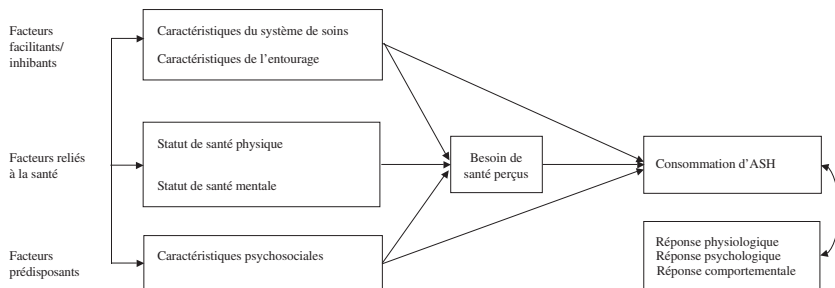 Facteurs
facilitants/
inhibants
Caractéristiques du système de soins
Caractéristiques de l'entourage
Facteurs reliés
à la santé
Statut de santé physique
Statut de santé mentale
Besoin de
santé perçus
Consommation d'ASH
Facteurs
prédisposants
Caractéristiques psychosociales
Réponse physiologique
Réponse psychologique
Réponse comportementale